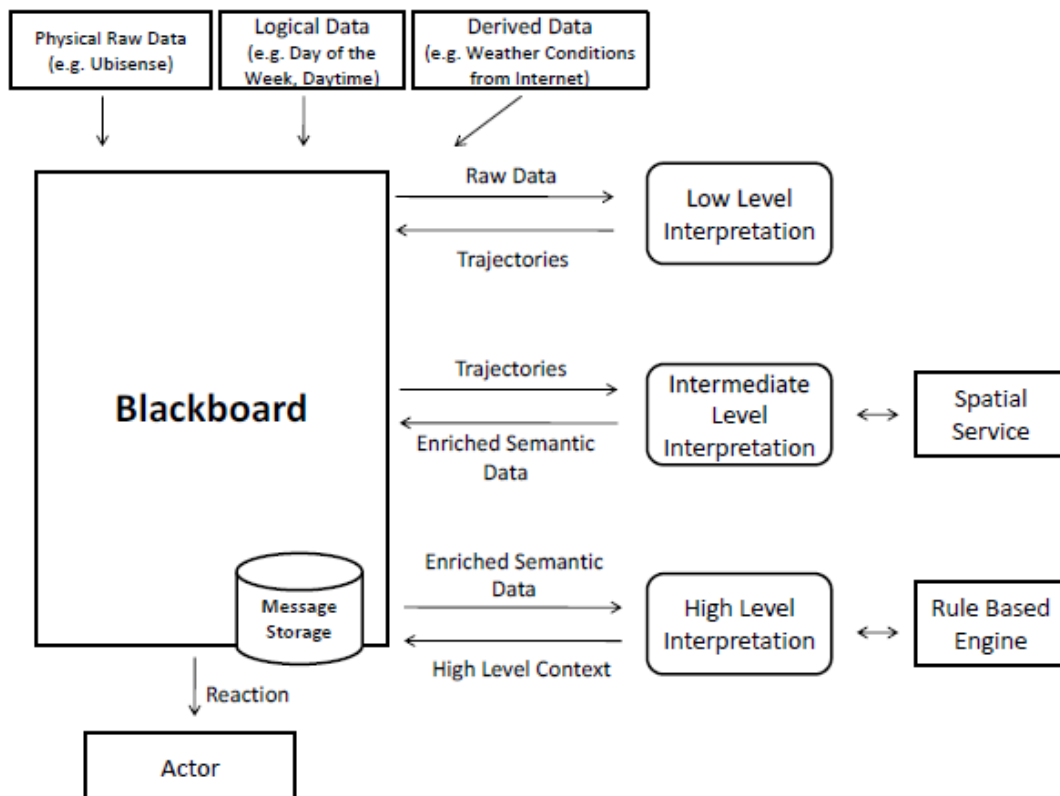 Physical Raw Data
(e.g. Ubisense)
Logical Data
(e.g. Day of the
Week, Daytime)
Derived Data
(e.g. Weather Conditions
from Internet)
Raw Data
Low Level
Interpretation
Trajectories
Blackboard
Trajectories
Intermediate
Level
Interpretation
Spatial
Service
Enriched Semantic
Data
Enriched Semantic
Data
Message
Storage
High Level
Interpretation
Rule Based
Engine
High Level Context
Reaction
Actor